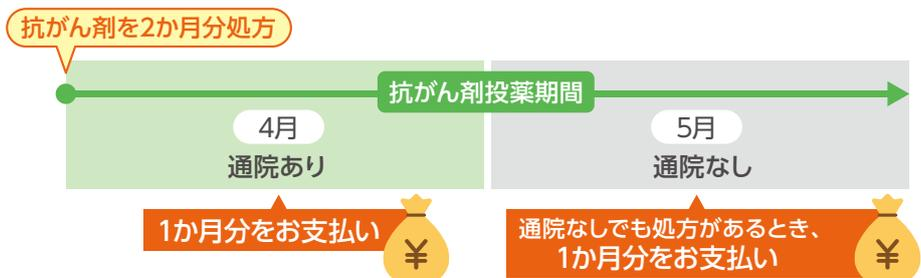 抗がん剤を2か月分処方
抗がん剤投薬期間
4月
通院あり
5月
通院なし
1か月分をお支払い
¥
通院なしでも処方があるとき、
1か月分をお支払い
¥